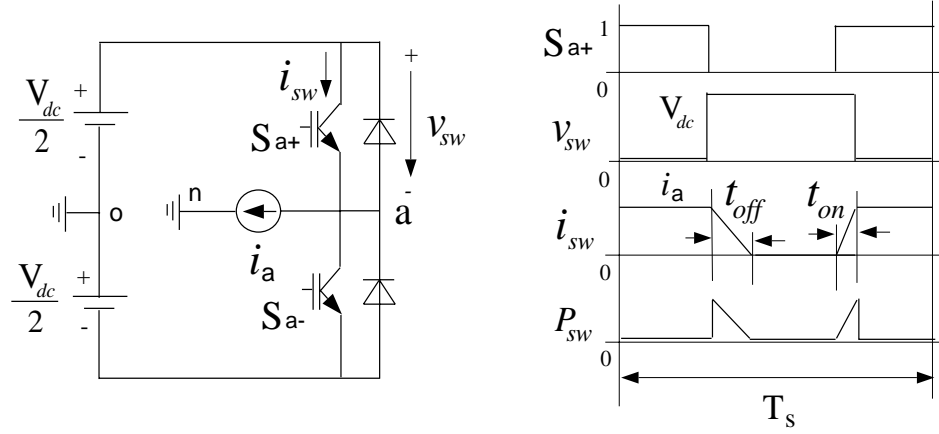 +
V_dc
2
-
o
+
V_dc
2
-
i_sw
S a+
+
v_sw
-
n
a
i_a
S a-
S a+
1
0
v_sw
V_dc
0
i_sw
i_a
t_off
t_on
0
P_sw
0
T_s